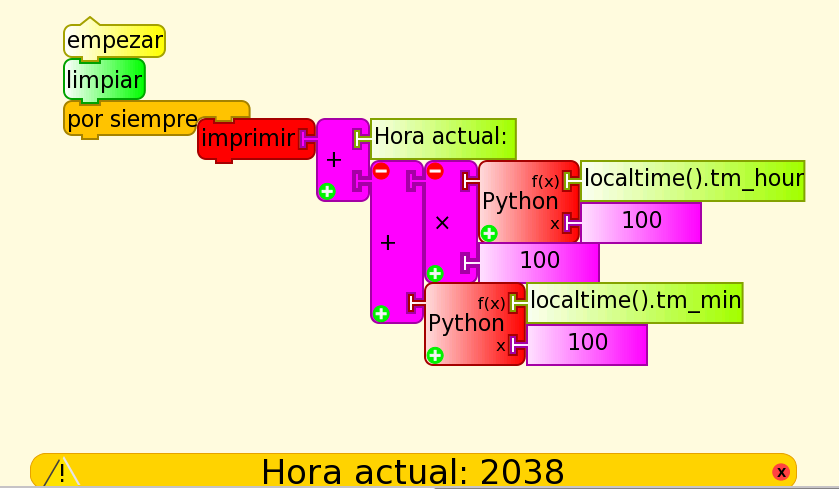 empezar
limpiar
por siempre
imprimir
+
Hora actual:
+
×
Python
f(x)
x
localtime().tm_hour
100
100
Python
f(x)
x
localtime().tm_min
100
/!\ Hora actual: 2038 x